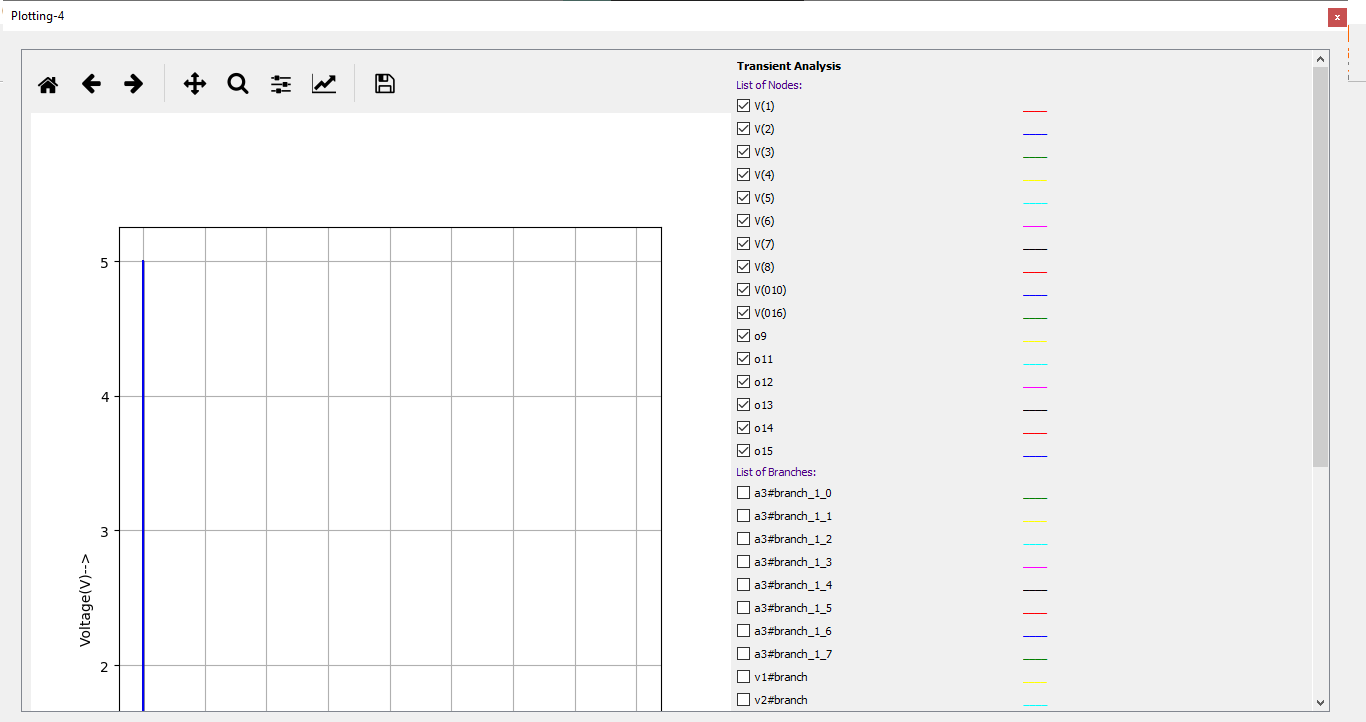 Plotting-4
x
5
4
3
2
Voltage(V)-->
Transient Analysis
List of Nodes:
V(1)
V(2)
V(3)
V(4)
V(5)
V(6)
V(7)
V(8)
V(010)
V(016)
o9
o11
o12
o13
o14
o15
List of Branches:
a3#branch_1_0
a3#branch_1_1
a3#branch_1_2
a3#branch_1_3
a3#branch_1_4
a3#branch_1_5
a3#branch_1_6
a3#branch_1_7
v1#branch
v2#branch